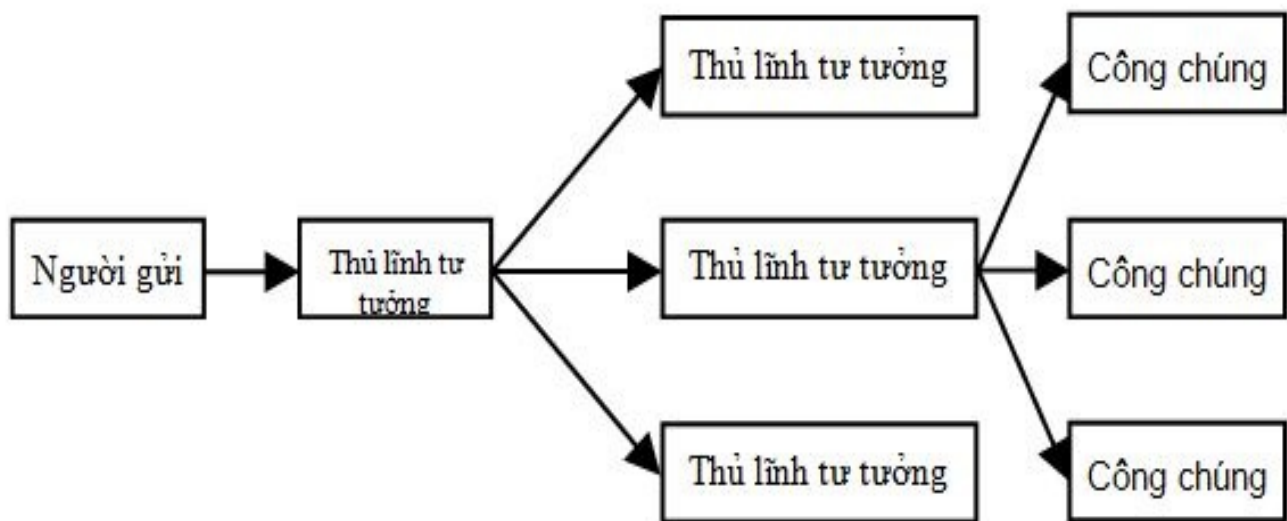 Người gửi
Thủ lĩnh tư
tưởng
Thủ lĩnh tư tưởng
Thủ lĩnh tư tưởng
Thủ lĩnh tư tưởng
Công chúng
Công chúng
Công chúng